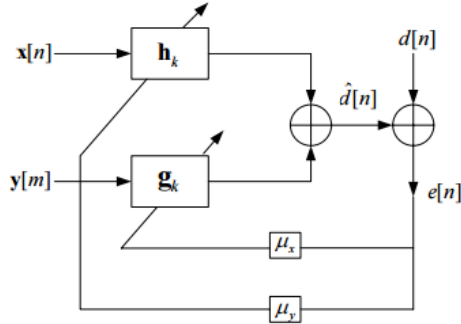 x[n]
h_k
d[n]
d̂[n]
y[m]
g_k
e[n]
μ_x
μ_y